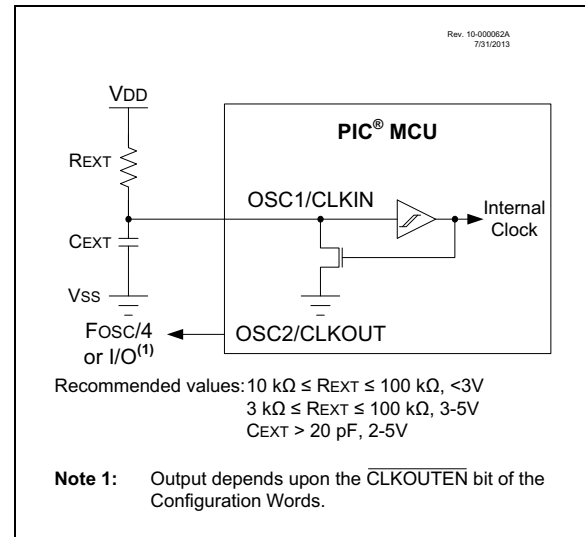 Rev. 10-000062A
7/31/2013
VDD
PIC® MCU
REXT
OSC1/CLKIN
Internal
Clock
CEXT
VSS
FOSC/4
or I/O(1)
OSC2/CLKOUT
Recommended values: 10 kΩ ≤ REXT ≤ 100 kΩ, <3V
3 kΩ ≤ REXT ≤ 100 kΩ, 3-5V
CEXT > 20 pF, 2-5V
Note 1: Output depends upon the CLKOUTEN bit of the
Configuration Words.